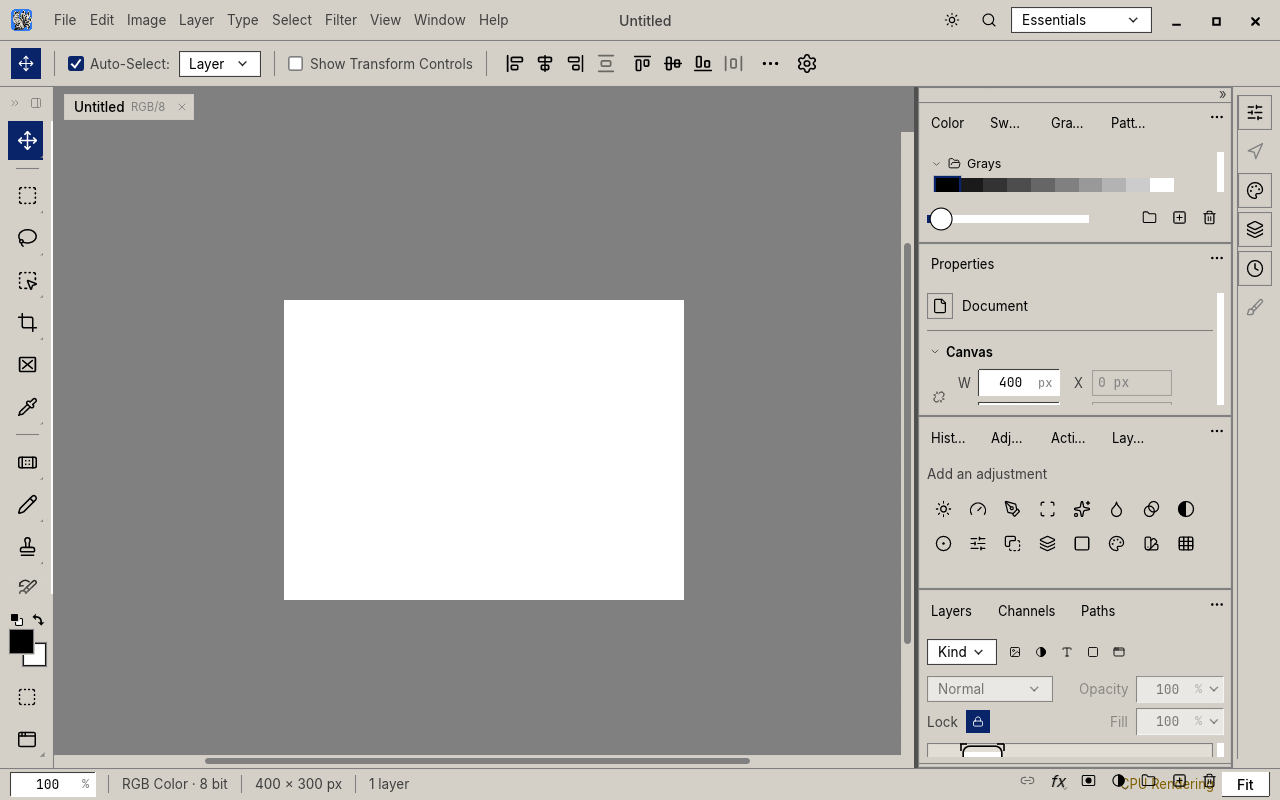 File Edit Image Layer Type Select Filter View Window Help Untitled Essentials
Auto-Select: Layer Show Transform Controls
Untitled RGB/8
Color Sw... Gra... Patt...
Grays
Properties
Document
Canvas
W 400 px X 0 px
Hist... Adj... Acti... Lay...
Add an adjustment
Layers Channels Paths
Kind
Normal Opacity 100 %
Lock Fill 100 %
100 % RGB Color · 8 bit 400 × 300 px 1 layer fx CPU Rendering Fit